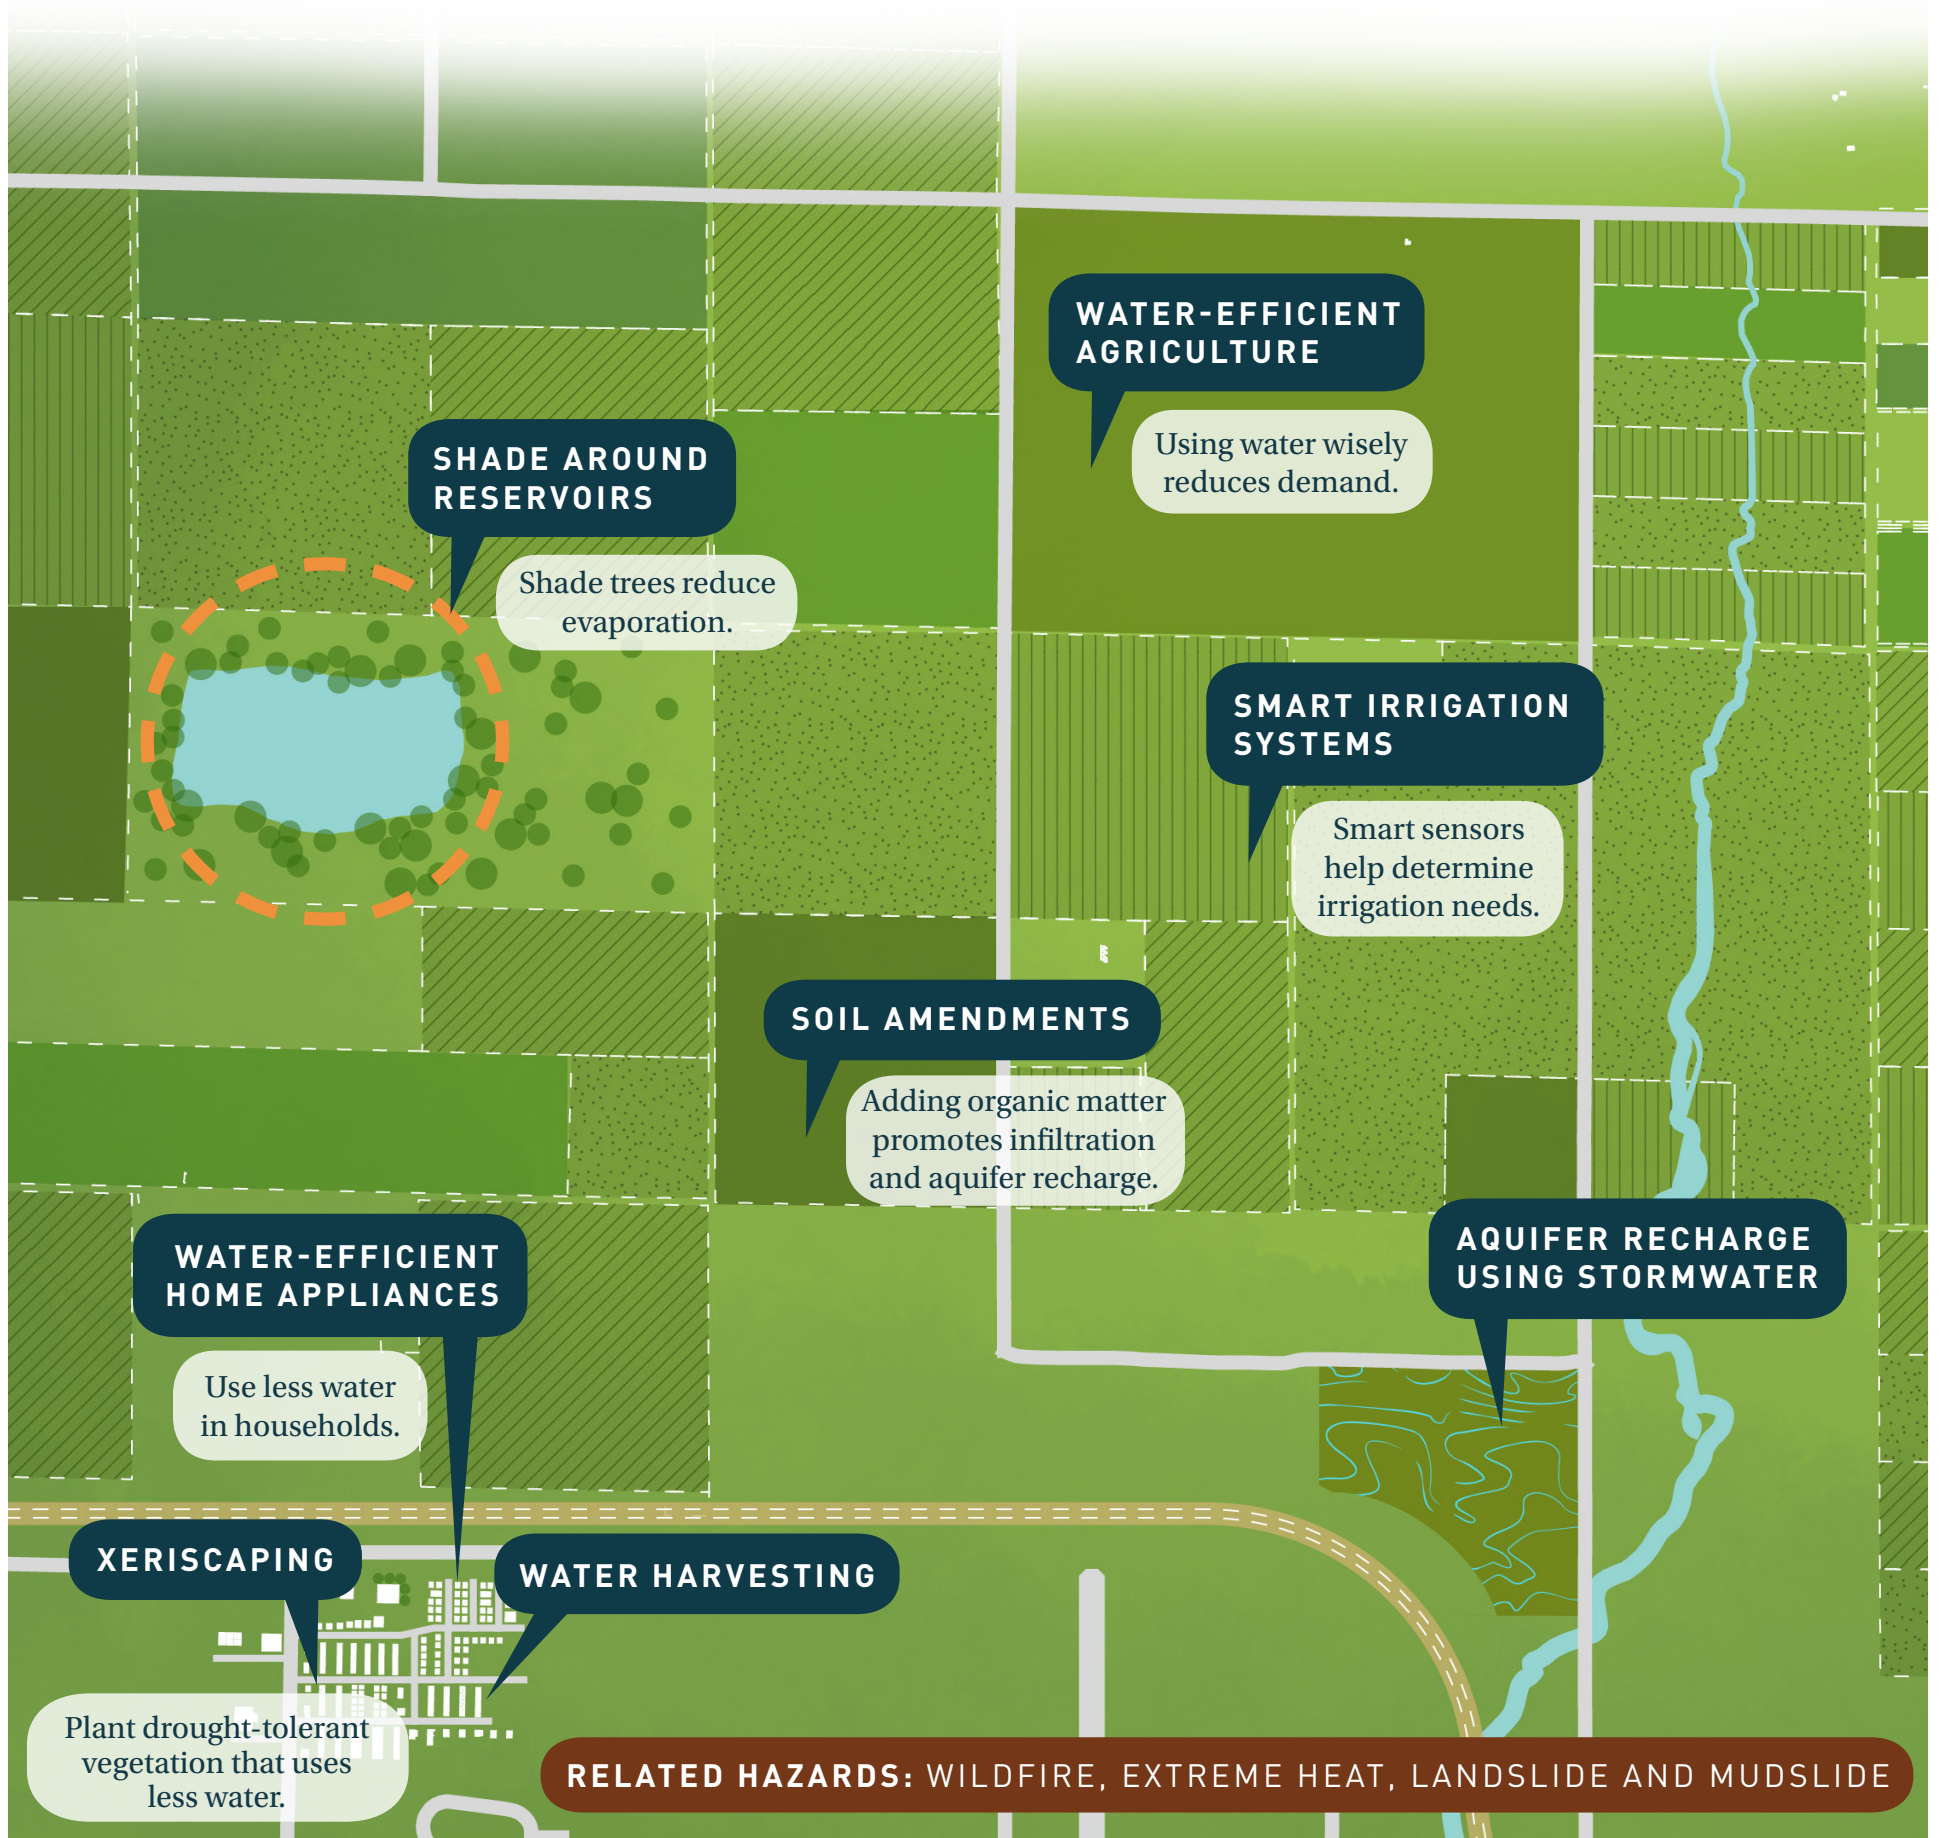 WATER-EFFICIENT
AGRICULTURE
Using water wisely
reduces demand.
SHADE AROUND
RESERVOIRS
Shade trees reduce
evaporation.
SMART IRRIGATION
SYSTEMS
Smart sensors
help determine
irrigation needs.
SOIL AMENDMENTS
Adding organic matter
promotes infiltration
and aquifer recharge.
WATER-EFFICIENT
HOME APPLIANCES
Use less water
in households.
AQUIFER RECHARGE
USING STORMWATER
XERISCAPING
Plant drought-tolerant
vegetation that uses
less water.
WATER HARVESTING
RELATED HAZARDS: WILDFIRE, EXTREME HEAT, LANDSLIDE AND MUDSLIDE